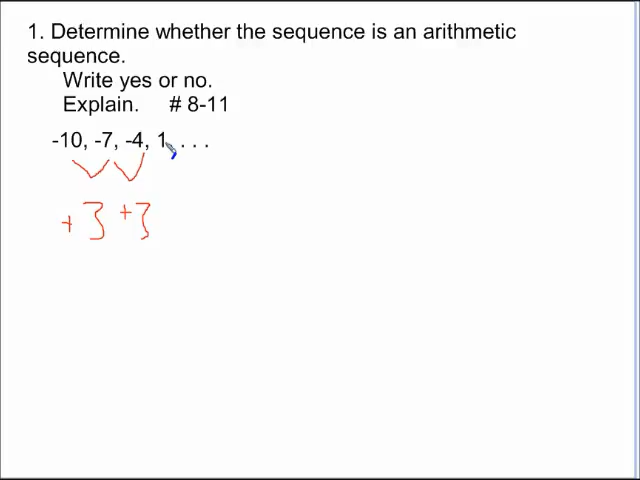 1. Determine whether the sequence is an arithmetic
sequence.
Write yes or no.
Explain. # 8-11
-10, -7, -4, 1, . . .
+3 +3